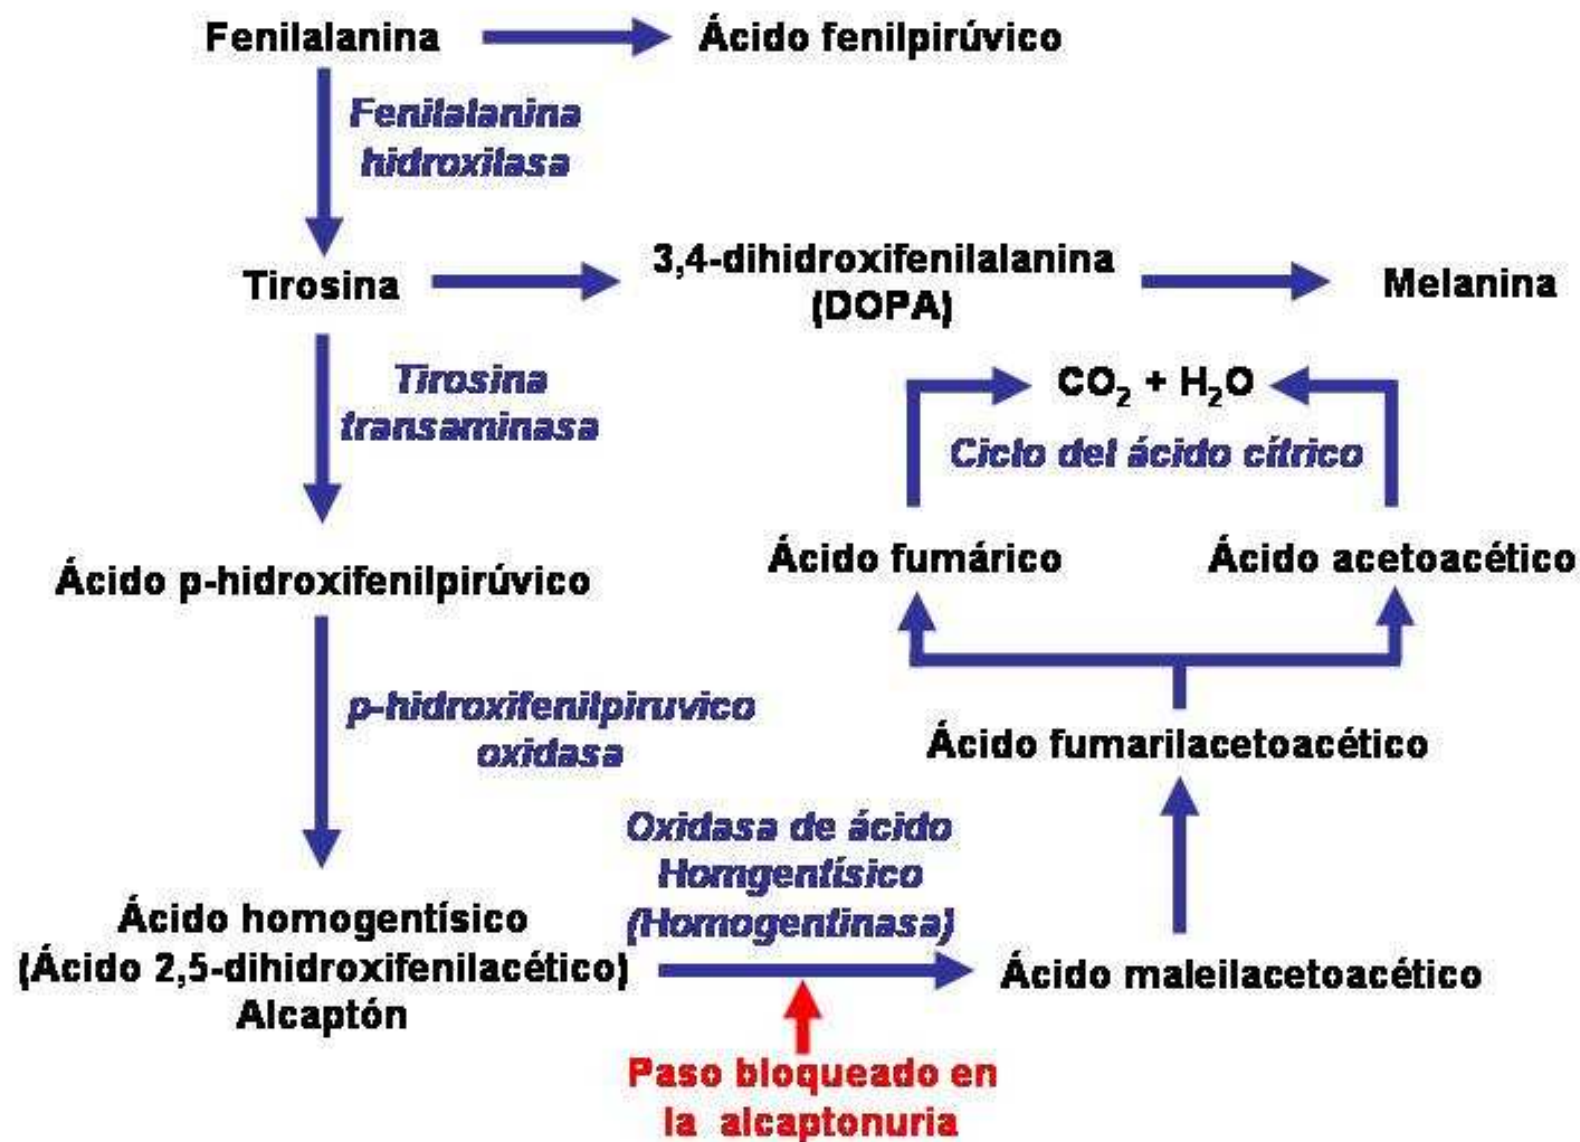 Fenilalanina
Ácido fenilpirúvico
Fenilalanina
hidroxilasa
Tirosina
3,4-dihidroxifenilalanina
(DOPA)
Melanina
Tirosina
transaminasa
CO₂ + H₂O
Ciclo del ácido cítrico
Ácido p-hidroxifenilpirúvico
Ácido fumárico
Ácido acetoacético
p-hidroxifenilpiruvico
oxidasa
Ácido fumarilacetoacético
Oxidasa de ácido
Homgentísico
(Homogentinasa)
Ácido homogentísico
(Ácido 2,5-dihidroxifenilacético)
Alcaptón
Ácido maleilacetoacético
Paso bloqueado en
la alcaptonuria